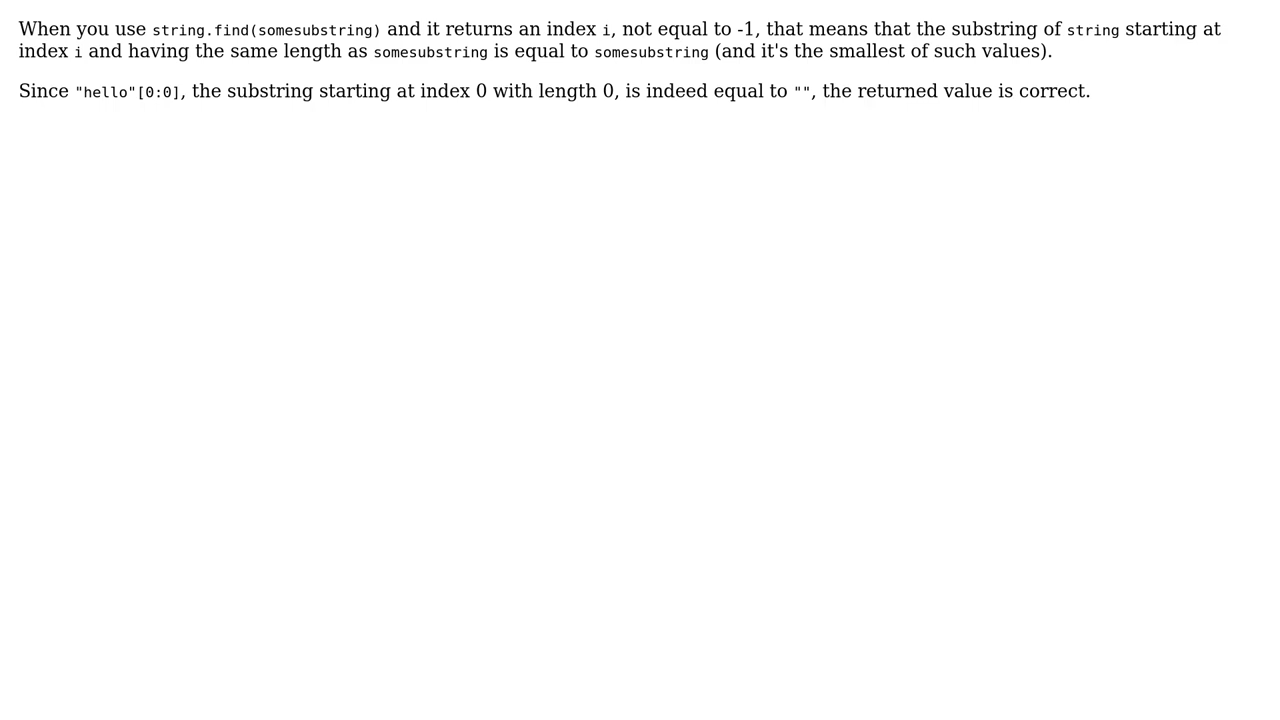 When you use string.find(somesubstring) and it returns an index i, not equal to -1, that means that the substring of string starting at
index i and having the same length as somesubstring is equal to somesubstring (and it's the smallest of such values).
Since "hello"[0:0], the substring starting at index 0 with length 0, is indeed equal to "", the returned value is correct.